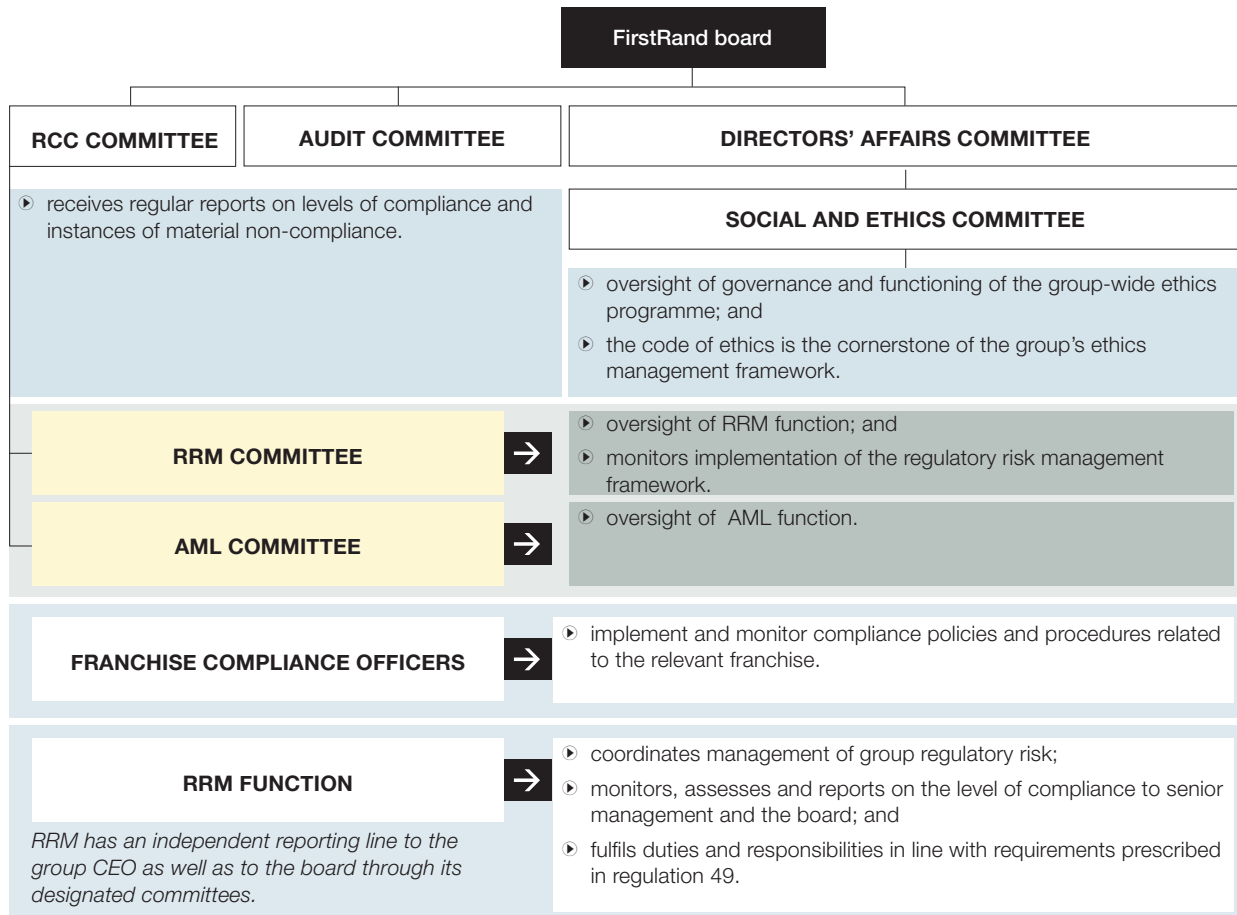 FirstRand board
RCC COMMITTEE
AUDIT COMMITTEE
DIRECTORS’ AFFAIRS COMMITTEE
receives regular reports on levels of compliance and
instances of material non-compliance.
SOCIAL AND ETHICS COMMITTEE
oversight of governance and functioning of the group-wide ethics
programme; and
the code of ethics is the cornerstone of the group’s ethics
management framework.
RRM COMMITTEE
oversight of RRM function; and
monitors implementation of the regulatory risk management
framework.
AML COMMITTEE
oversight of AML function.
FRANCHISE COMPLIANCE OFFICERS
implement and monitor compliance policies and procedures related
to the relevant franchise.
RRM FUNCTION
RRM has an independent reporting line to the
group CEO as well as to the board through its
designated committees.
coordinates management of group regulatory risk;
monitors, assesses and reports on the level of compliance to senior
management and the board; and
fulfils duties and responsibilities in line with requirements prescribed
in regulation 49.